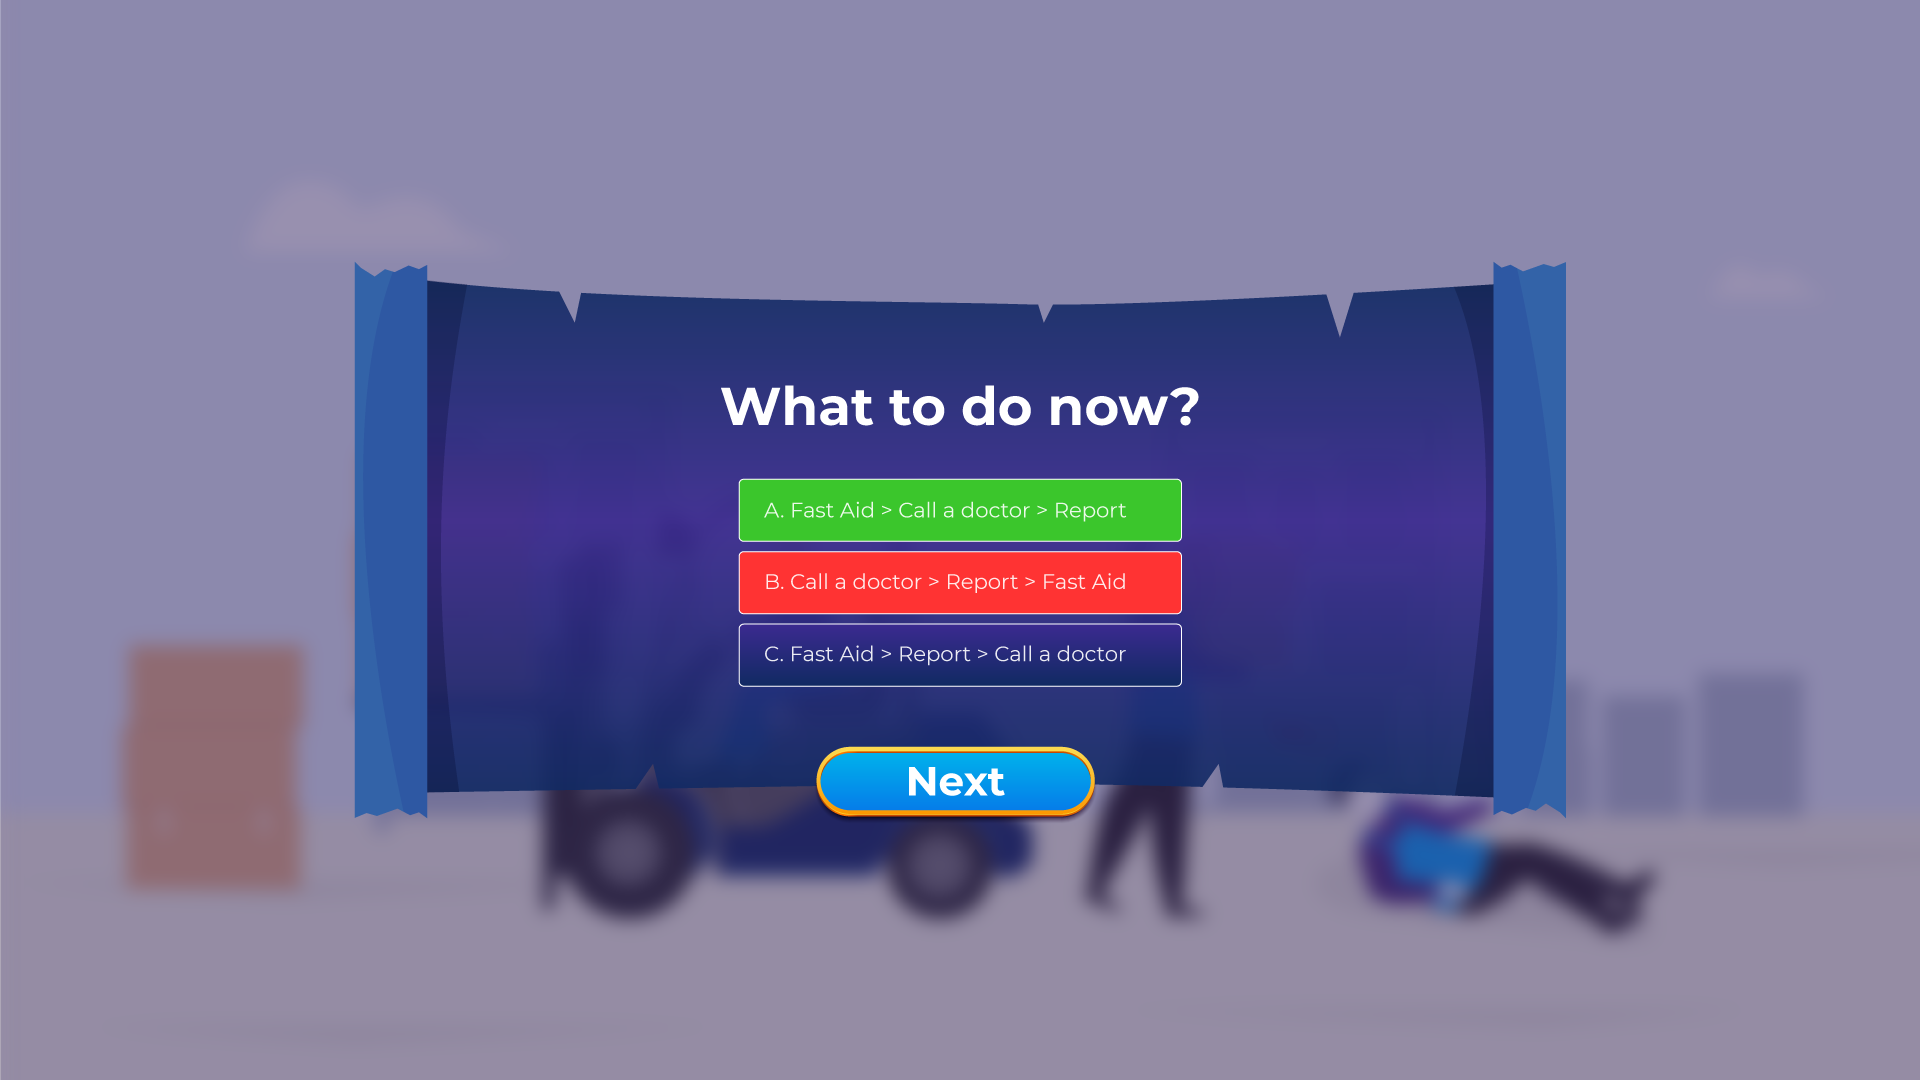 What to do now?
A. Fast Aid > Call a doctor > Report
B. Call a doctor > Report > Fast Aid
C. Fast Aid > Report > Call a doctor
Next